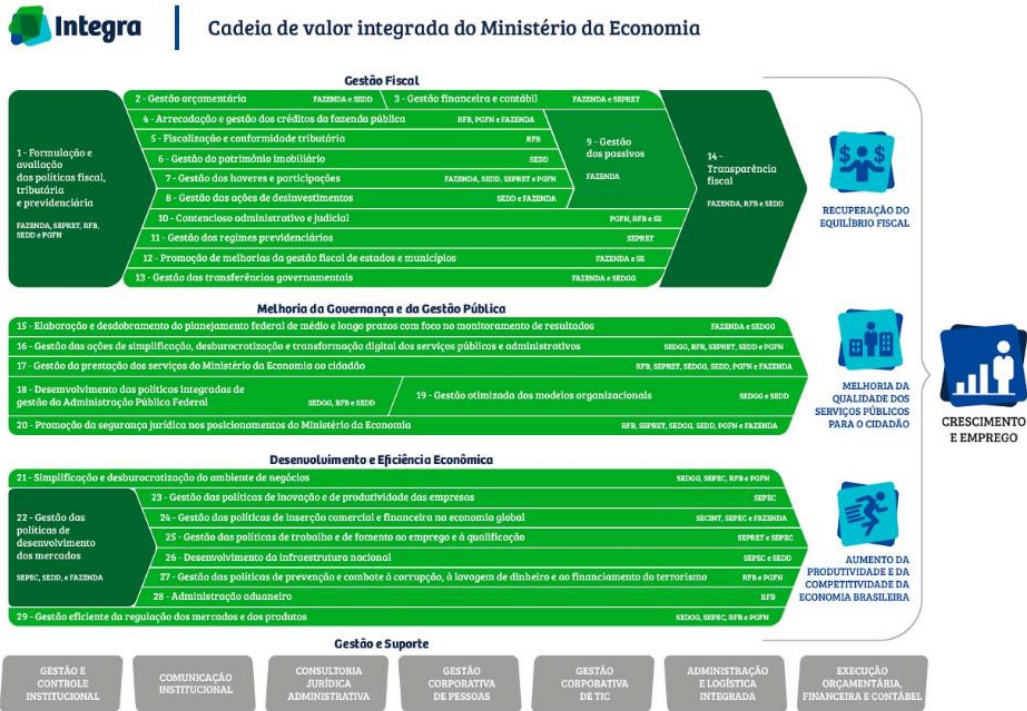 Integra
Cadeia de valor integrada do Ministério da Economia
Gestão Fiscal
1 - Formulação e
avaliação
das políticas fiscal,
tributária
e previdenciária
FAZENDA, SEPRET, RFB,
SEDD e PGFN
2 - Gestão orçamentária FAZENDA e SEDD
3 - Gestão financeira e contábil FAZENDA e SEPRET
4 - Arrecadação e gestão dos créditos da fazenda pública RFB, PGFN e FAZENDA
5 - Fiscalização e conformidade tributária RFB
6 - Gestão do patrimônio imobiliário SEDD
7 - Gestão dos haveres e participações FAZENDA, SEDD, SEPRET e PGFN
8 - Gestão das ações de desinvestimentos SEDD e FAZENDA
9 - Gestão
dos passivos
FAZENDA
10 - Contencioso administrativo e judicial PGFN, RFB e SE
11 - Gestão dos regimes previdenciários SEPRET
12 - Promoção de melhorias da gestão fiscal de estados e municípios FAZENDA e SE
13 - Gestão das transferências governamentais FAZENDA e SEDGG
14 -
Transparência
fiscal
FAZENDA, RFB e SEDD
RECUPERAÇÃO DO
EQUILÍBRIO FISCAL
Melhoria da Governança e da Gestão Pública
15 - Elaboração e desdobramento do planejamento federal de médio e longo prazos com foco no monitoramento de resultados FAZENDA e SEDGG
16 - Gestão das ações de simplificação, desburocratização e transformação digital dos serviços públicos e administrativos SEDGG, RFB, SEPRET, SEDD e PGFN
17 - Gestão da prestação dos serviços do Ministério da Economia ao cidadão RFB, SEPRET, SEDGG, SEDD, PGFN e FAZENDA
18 - Desenvolvimento das políticas integradas de
gestão da Administração Pública Federal SEDGG, RFB e SEDD
19 - Gestão otimizada dos modelos organizacionais SEDGG e SEDD
20 - Promoção da segurança jurídica nos posicionamentos do Ministério da Economia RFB, SEPRET, SEDGG, SEDD, PGFN e FAZENDA
MELHORIA DA
QUALIDADE DOS
SERVIÇOS PÚBLICOS
PARA O CIDADÃO
CRESCIMENTO
E EMPREGO
Desenvolvimento e Eficiência Econômica
21 - Simplificação e desburocratização do ambiente de negócios SEDGG, SEPEC, RFB e PGFN
22 - Gestão das
políticas de
desenvolvimento
dos mercados
SEPEC, SEDD, e FAZENDA
23 - Gestão das políticas de inovação e de produtividade das empresas SEPEC
24 - Gestão das políticas de inserção comercial e financeira na economia global SECINT, SEPEC e FAZENDA
25 - Gestão das políticas de trabalho e de fomento ao emprego e à qualificação SEPRET e SEPEC
26 - Desenvolvimento da infraestrutura nacional SEPEC e SEDD
27 - Gestão das políticas de prevenção e combate à corrupção, à lavagem de dinheiro e ao financiamento do terrorismo RFB e PGFN
28 - Administração aduaneiro RFB
29 - Gestão eficiente da regulação dos mercados e dos produtos SEDGG, SEPEC, RFB e PGFN
AUMENTO DA
PRODUTIVIDADE E DA
COMPETITIVIDADE DA
ECONOMIA BRASILEIRA
Gestão e Suporte
GESTÃO E
CONTROLE
INSTITUCIONAL
COMUNICAÇÃO
INSTITUCIONAL
CONSULTORIA
JURÍDICA
ADMINISTRATIVA
GESTÃO
CORPORATIVA
DE PESSOAS
GESTÃO
CORPORATIVA
DE TIC
ADMINISTRAÇÃO
E LOGÍSTICA
INTEGRADA
EXECUÇÃO
ORÇAMENTÁRIA,
FINANCEIRA E CONTÁBEL